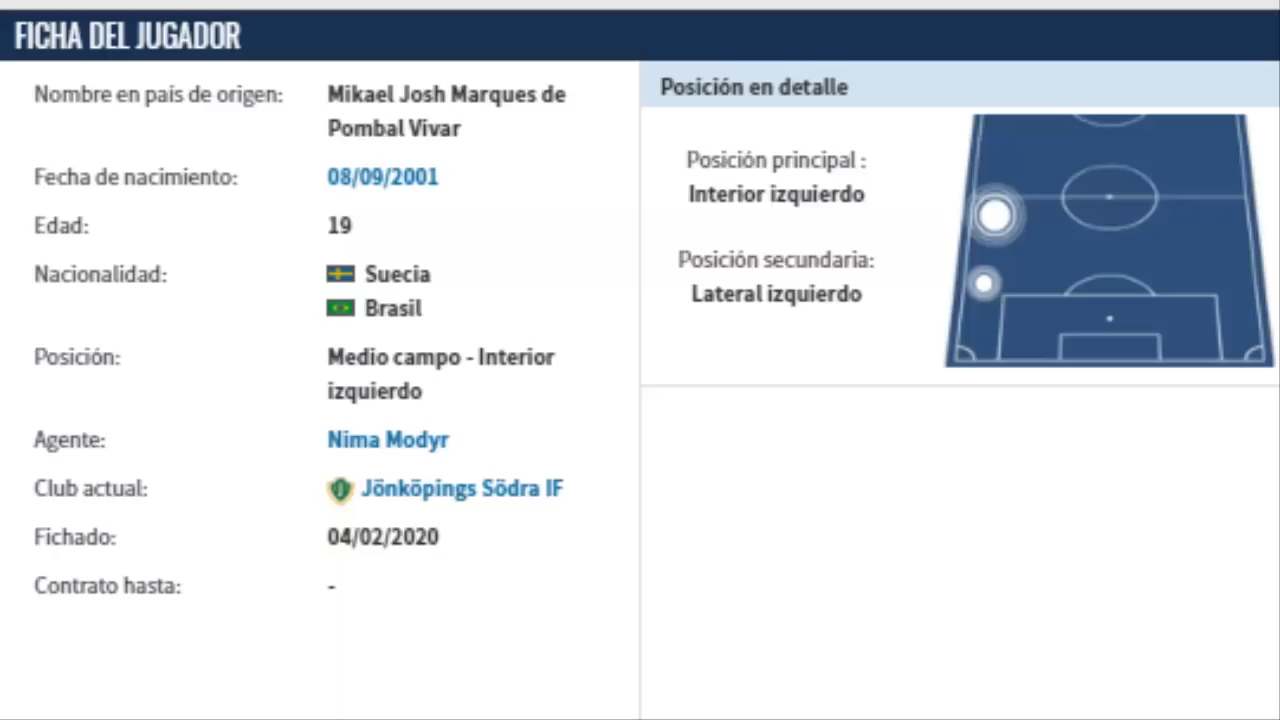 FICHA DEL JUGADOR
Nombre en país de origen:
Mikael Josh Marques de
Pombal Vivar
Fecha de nacimiento:
08/09/2001
Edad:
19
Nacionalidad:
Suecia
Brasil
Posición:
Medio campo - Interior
izquierdo
Agente:
Nima Modyr
Club actual:
Jönköpings Södra IF
Fichado:
04/02/2020
Contrato hasta:
-
Posición en detalle
Posición principal :
Interior izquierdo
Posición secundaria:
Lateral izquierdo